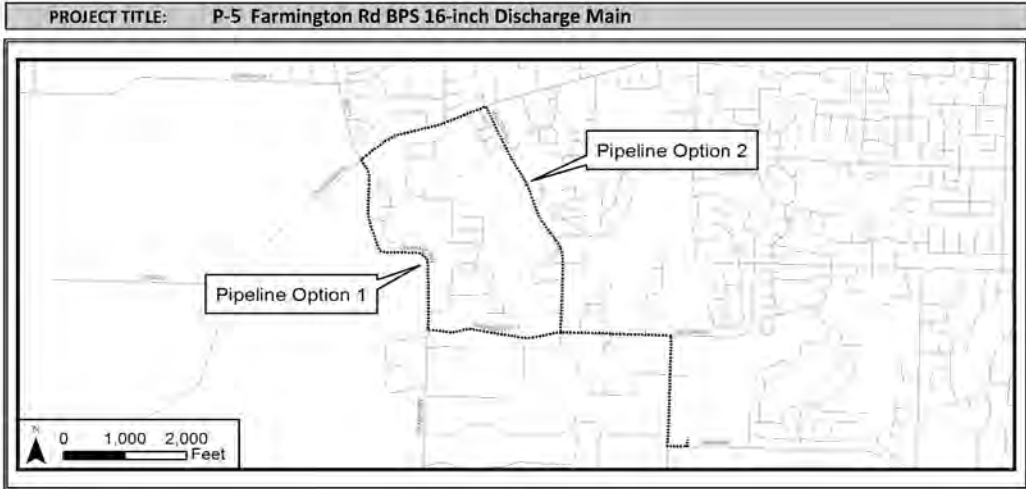 PROJECT TITLE: P-5 Farmington Rd BPS 16-inch Discharge Main
Pipeline Option 2
Pipeline Option 1
N
0 1,000 2,000
Feet